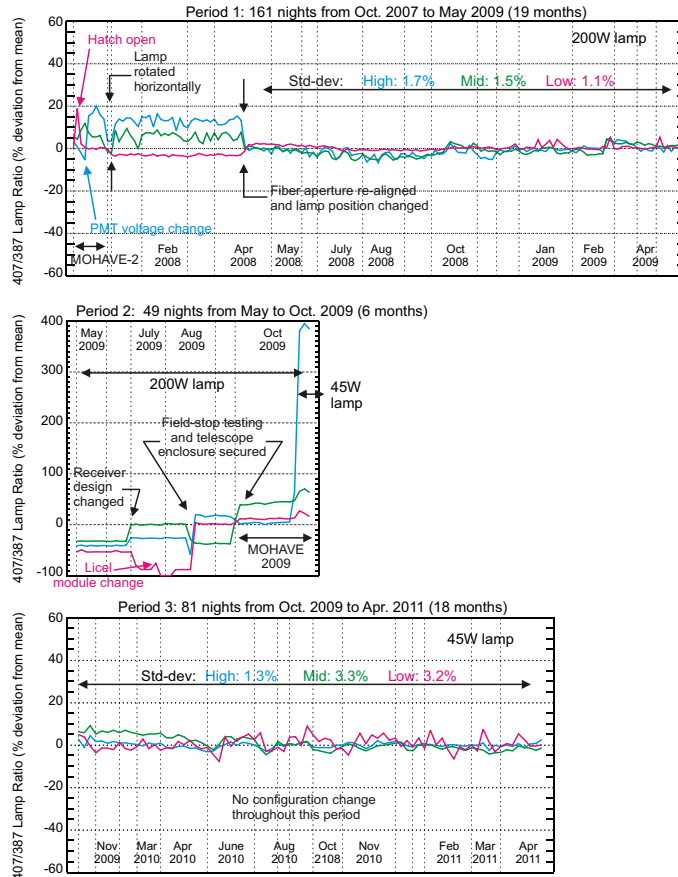 Period 1: 161 nights from Oct. 2007 to May 2009 (19 months)
407/387 Lamp Ratio (% deviation from mean)
60
40
20
0
-20
-40
-60
Hatch open
200W lamp
Lamp
rotated
horizontally
Std-dev: High: 1.7% Mid: 1.5% Low: 1.1%
Fiber aperture re-aligned
and lamp position changed
PMT voltage change
MOHAVE-2
Feb
2008
Apr
2008
May
2008
July
2008
Aug
2008
Oct
2008
Jan
2009
Feb
2009
Apr
2009
Period 2: 49 nights from May to Oct. 2009 (6 months)
407/387 Lamp Ratio (% deviation from mean)
400
300
200
100
0
-100
May
2009
July
2009
Aug
2009
Oct
2009
200W lamp
45W
lamp
Field-stop testing
and telescope
enclosure secured
Receiver
design
changed
MOHAVE
2009
Licel
module change
Period 3: 81 nights from Oct. 2009 to Apr. 2011 (18 months)
407/387 Lamp Ratio (% deviation from mean)
60
40
20
0
-20
-40
-60
45W lamp
Std-dev: High: 1.3% Mid: 3.3% Low: 3.2%
No configuration change
throughout this period
Nov
2009
Mar
2010
Apr
2010
June
2010
Aug
2010
Oct
2108
Nov
2010
Feb
2011
Mar
2011
Apr
2011